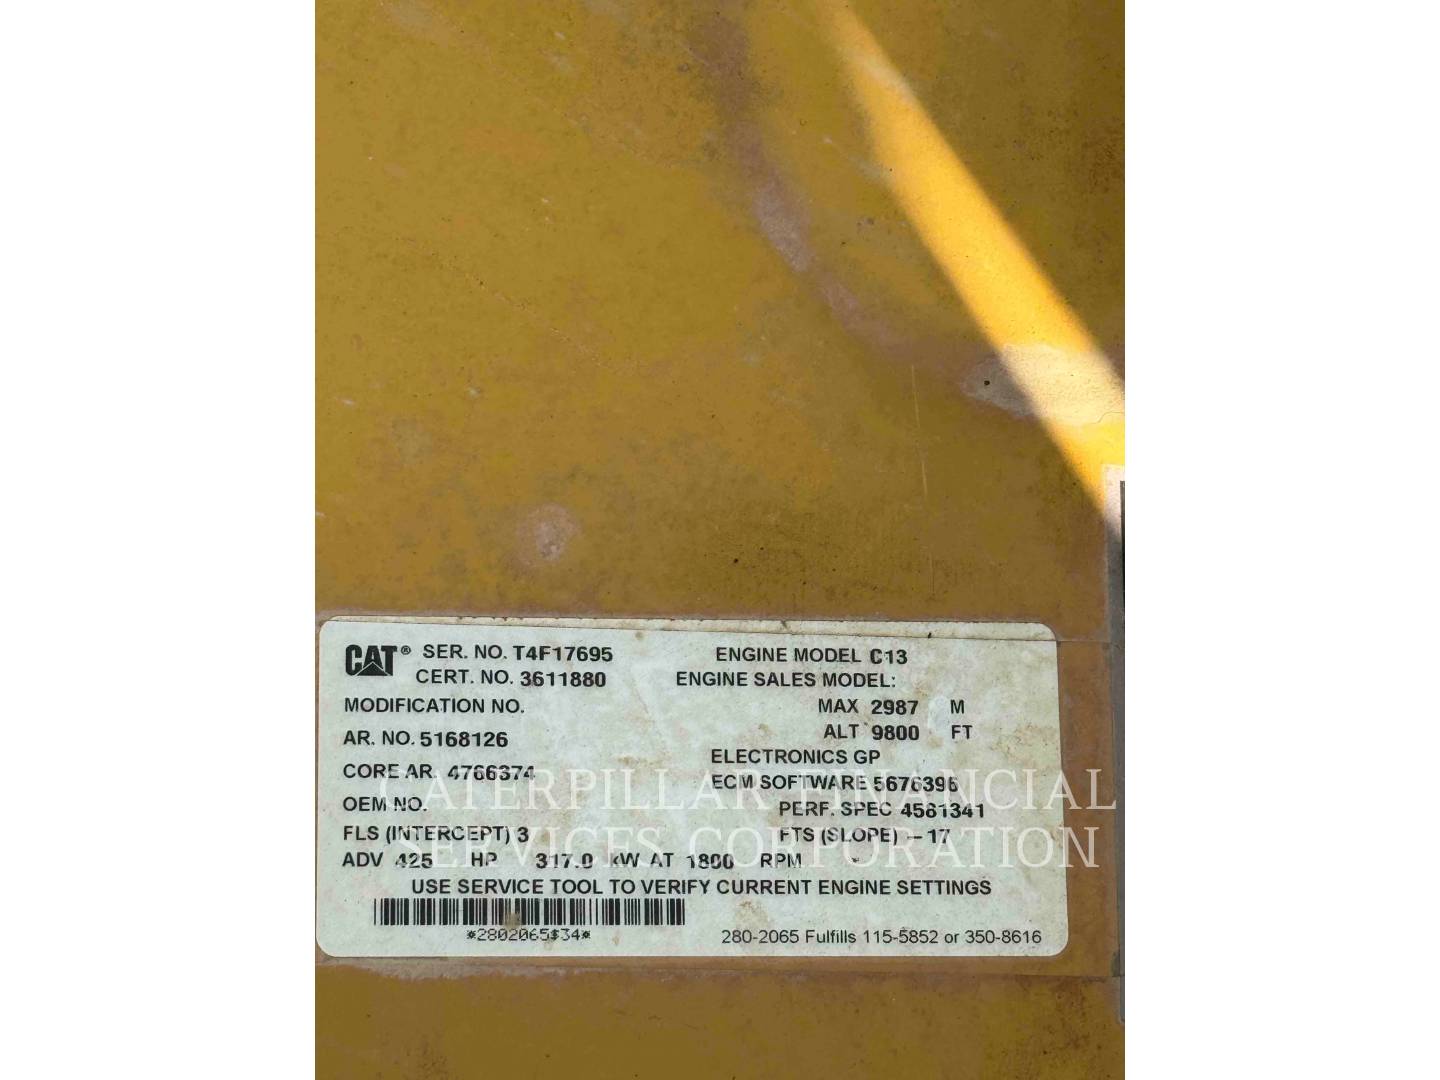 CAT® SER. NO. T4F17695 ENGINE MODEL C13
CERT. NO. 3611880 ENGINE SALES MODEL:
MODIFICATION NO. MAX 2987 M
ALT 9800 FT
AR. NO. 5168126
ELECTRONICS GP
CORE AR. 4766374
ECM SOFTWARE 5676396
OEM NO. PERF. SPEC 4581341
FLS (INTERCEPT) 3 FTS (SLOPE) -17
ADV 425 HP 317.0 kW AT 1800 RPM
USE SERVICE TOOL TO VERIFY CURRENT ENGINE SETTINGS
*2802065$34*
280-2065 Fulfills 115-5852 or 350-8616
CATERPILLAR FINANCIAL
SERVICES CORPORATION